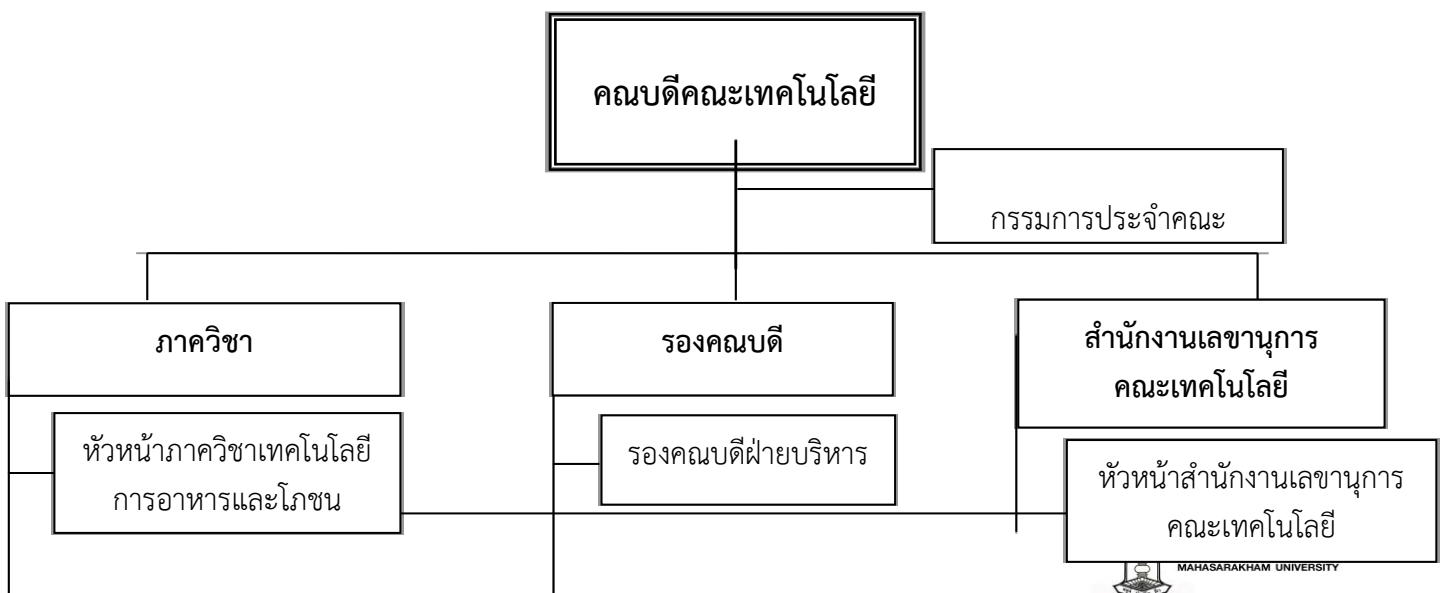 คณบดีคณะเทคโนโลยี
กรรมการประจำคณะ
ภาควิชา
รองคณบดี
สำนักงานเลขานุการ
คณะเทคโนโลยี
หัวหน้าภาควิชาเทคโนโลยี
การอาหารและโภชน
รองคณบดีฝ่ายบริหาร
หัวหน้าสำนักงานเลขานุการ
คณะเทคโนโลยี
MAHASARAKHAM UNIVERSITY